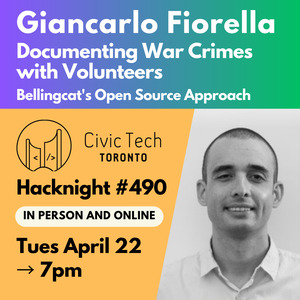 Giancarlo Fiorella
Documenting War Crimes
with Volunteers
Bellingcat's Open Source Approach
</>
Civic Tech
TORONTO
Hacknight #490
IN PERSON AND ONLINE
Tues April 22
→ 7pm